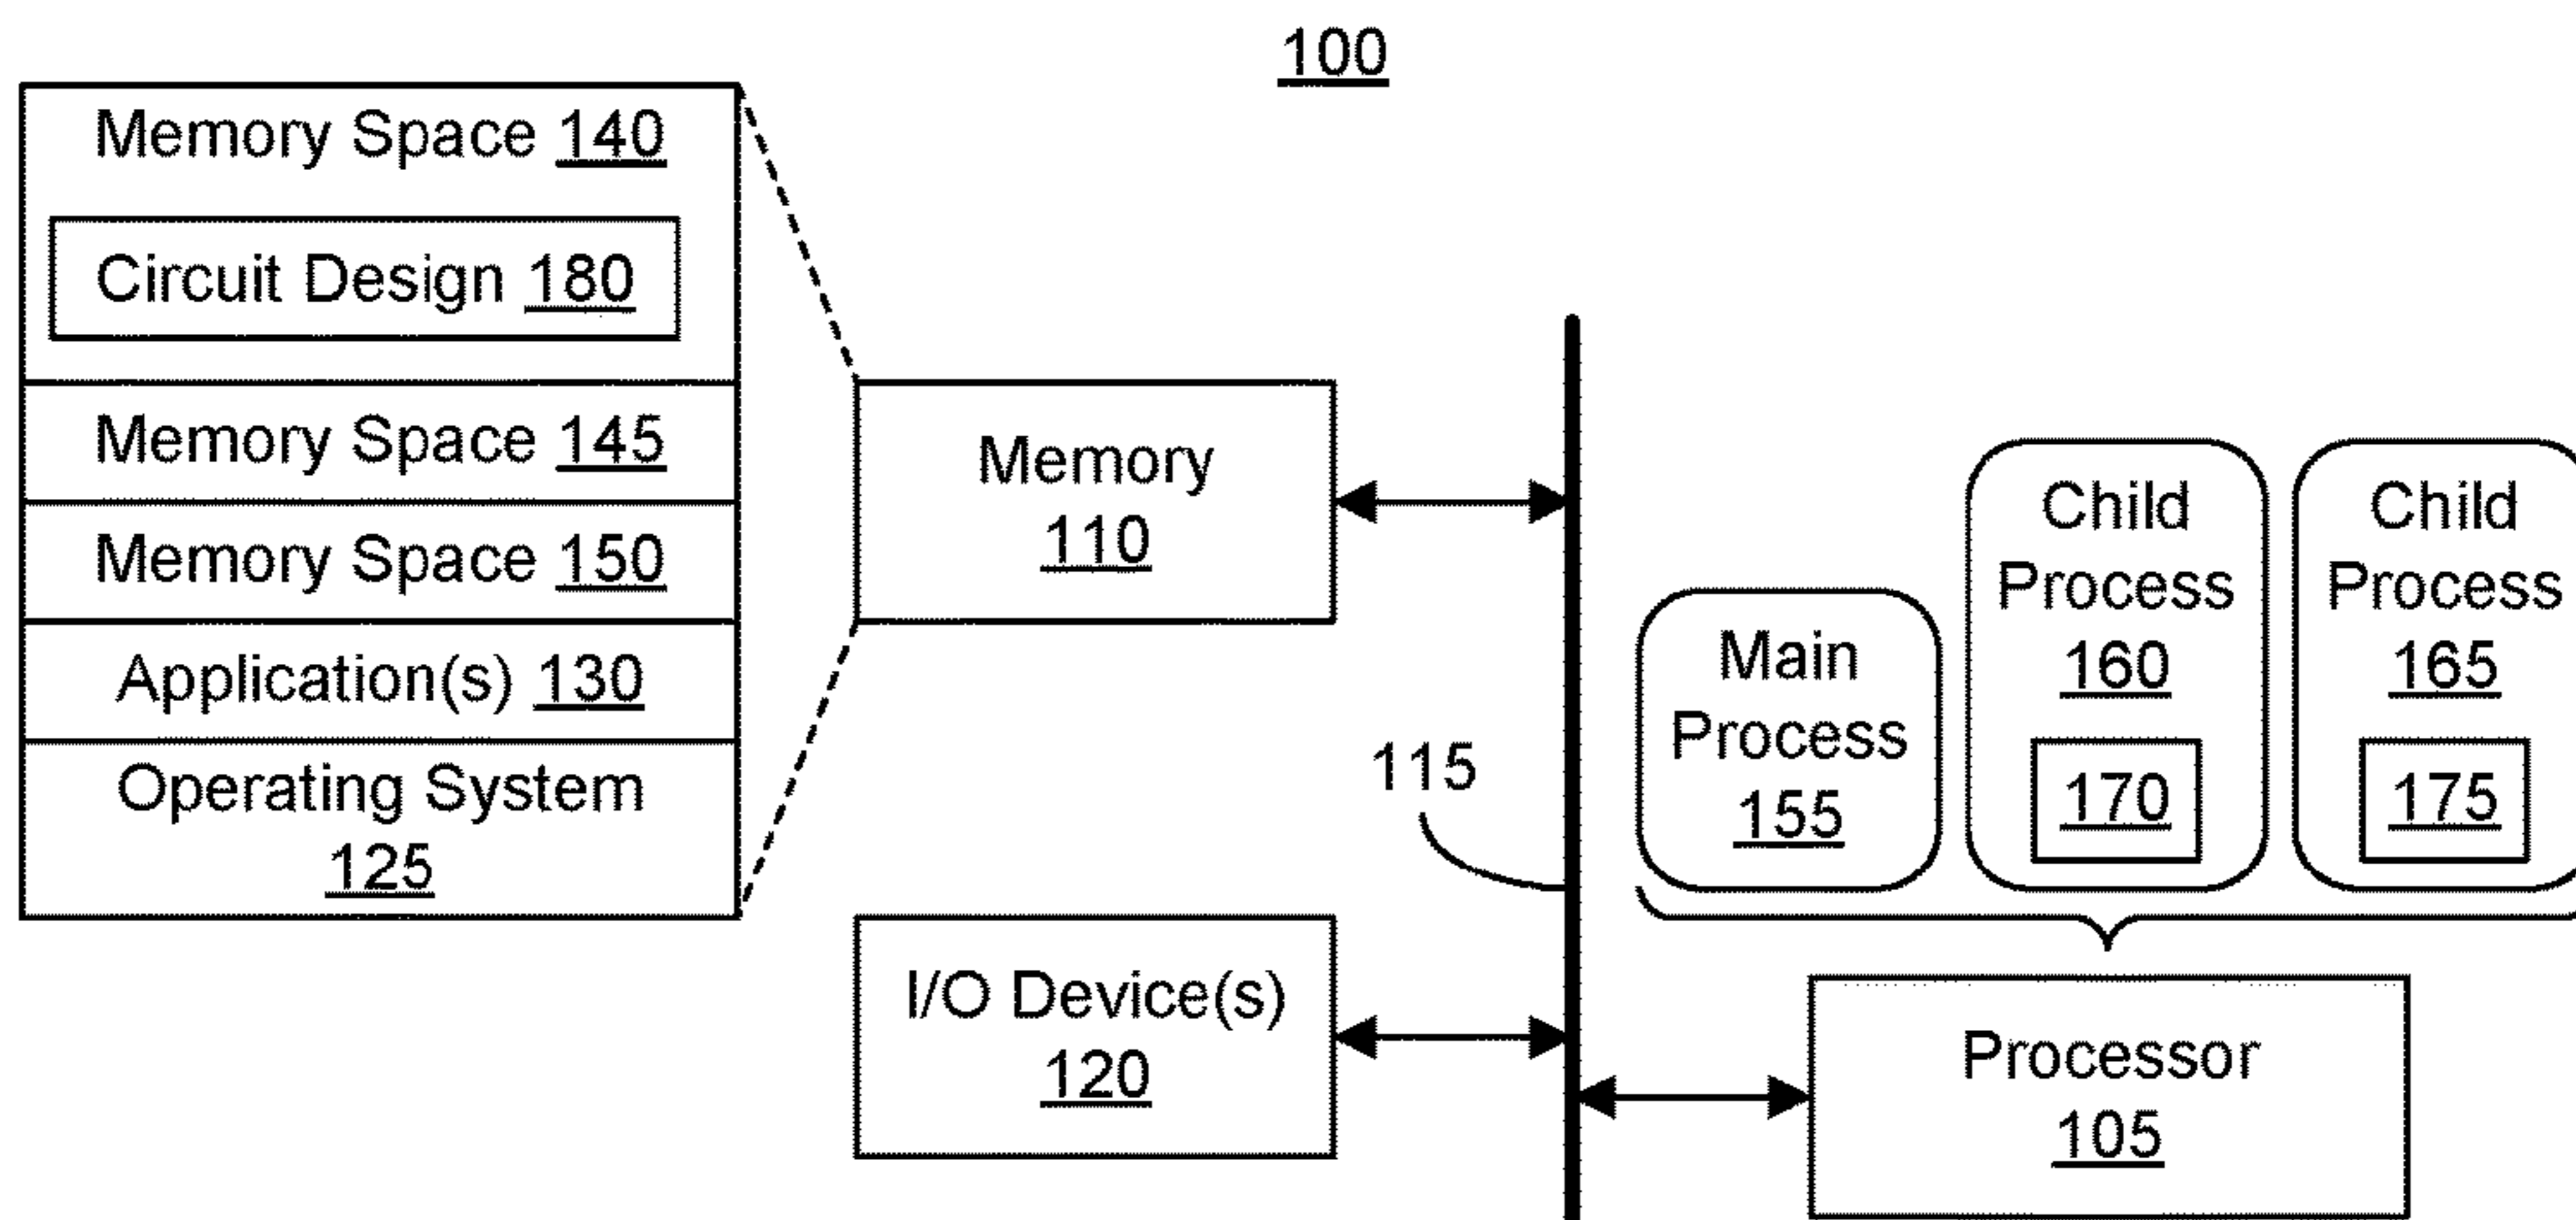 100
Memory Space 140
Circuit Design 180
Memory Space 145
Memory Space 150
Application(s) 130
Operating System
125
Memory
110
I/O Device(s)
120
115
Main
Process
155
Child
Process
160
170
Child
Process
165
175
Processor
105